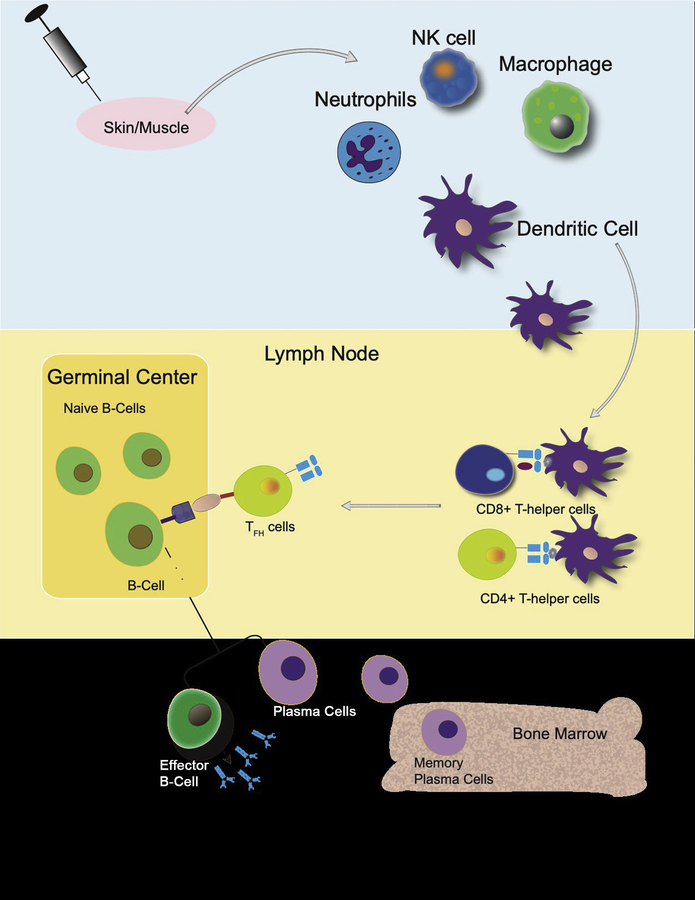 NK cell
Macrophage
Neutrophils
Skin/Muscle
Dendritic Cell
Lymph Node
Germinal Center
Naive B-Cells
CD8+ T-helper cells
TFH cells
B-Cell
CD4+ T-helper cells
Plasma Cells
Bone Marrow
Effector
B-Cell
Memory
Plasma Cells